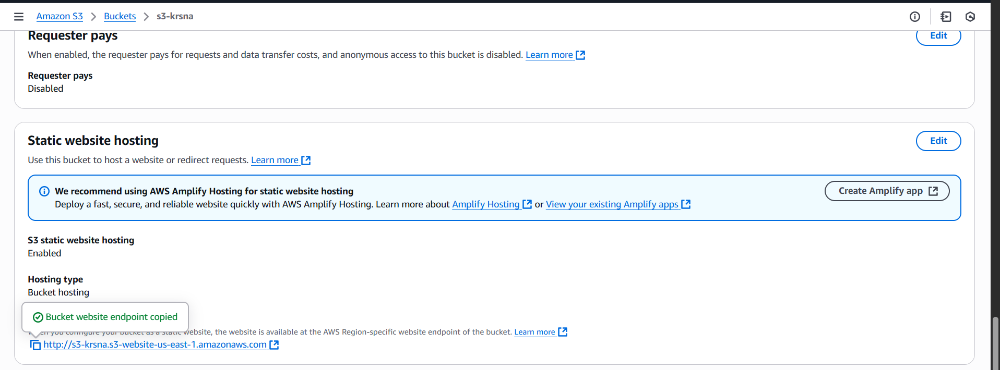 Amazon S3 > Buckets > s3-krsna
Requester pays
Edit
When enabled, the requester pays for requests and data transfer costs, and anonymous access to this bucket is disabled. Learn more
Requester pays
Disabled
Static website hosting
Edit
Use this bucket to host a website or redirect requests. Learn more
We recommend using AWS Amplify Hosting for static website hosting
Create Amplify app
Deploy a fast, secure, and reliable website quickly with AWS Amplify Hosting. Learn more about Amplify Hosting or View your existing Amplify apps
S3 static website hosting
Enabled
Hosting type
Bucket hosting
Bucket website endpoint copied
you configure your bucket as a static website, the website is available at the AWS Region-specific website endpoint of the bucket. Learn more
http://s3-krsna.s3-website-us-east-1.amazonaws.com